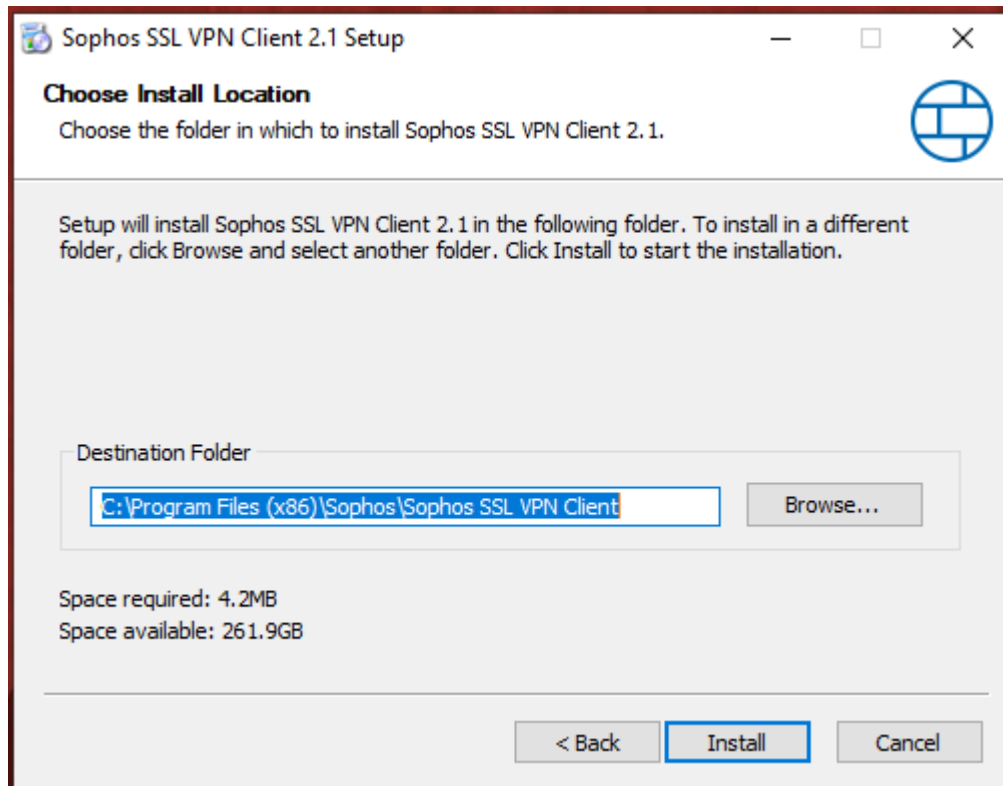 Sophos SSL VPN Client 2.1 Setup
Choose Install Location
Choose the folder in which to install Sophos SSL VPN Client 2.1.
Setup will install Sophos SSL VPN Client 2.1 in the following folder. To install in a different
folder, click Browse and select another folder. Click Install to start the installation.
Destination Folder
C:\Program Files (x86)\Sophos\Sophos SSL VPN Client
Browse...
Space required: 4.2MB
Space available: 261.9GB
< Back
Install
Cancel